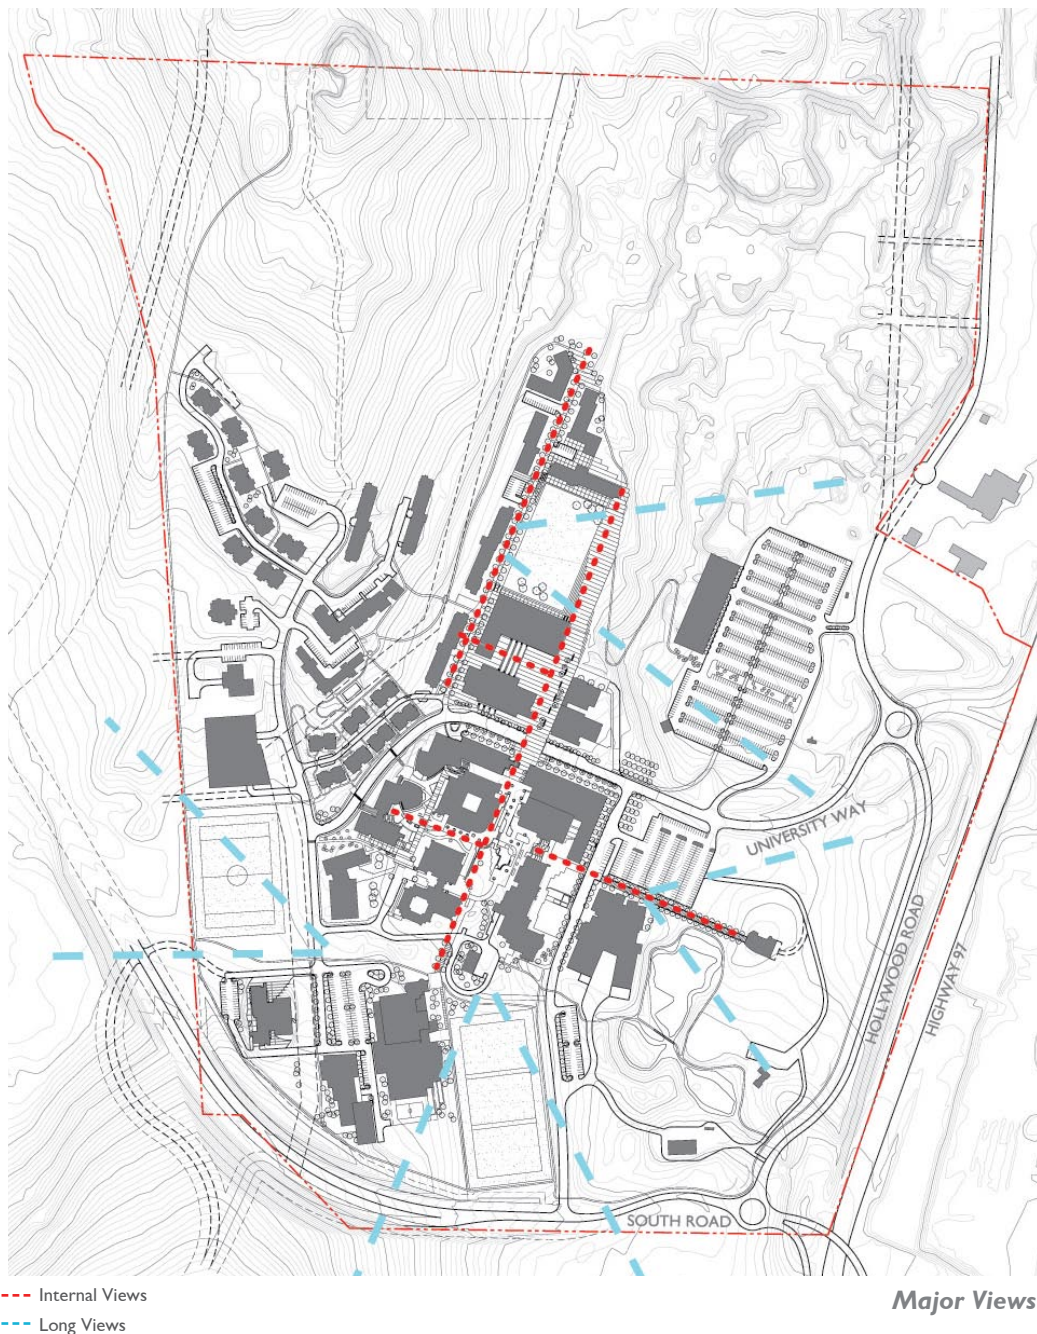 UNIVERSITY WAY
HOLLYWOOD ROAD
HIGHWAY 97
SOUTH ROAD
Internal Views
Major Views
Long Views